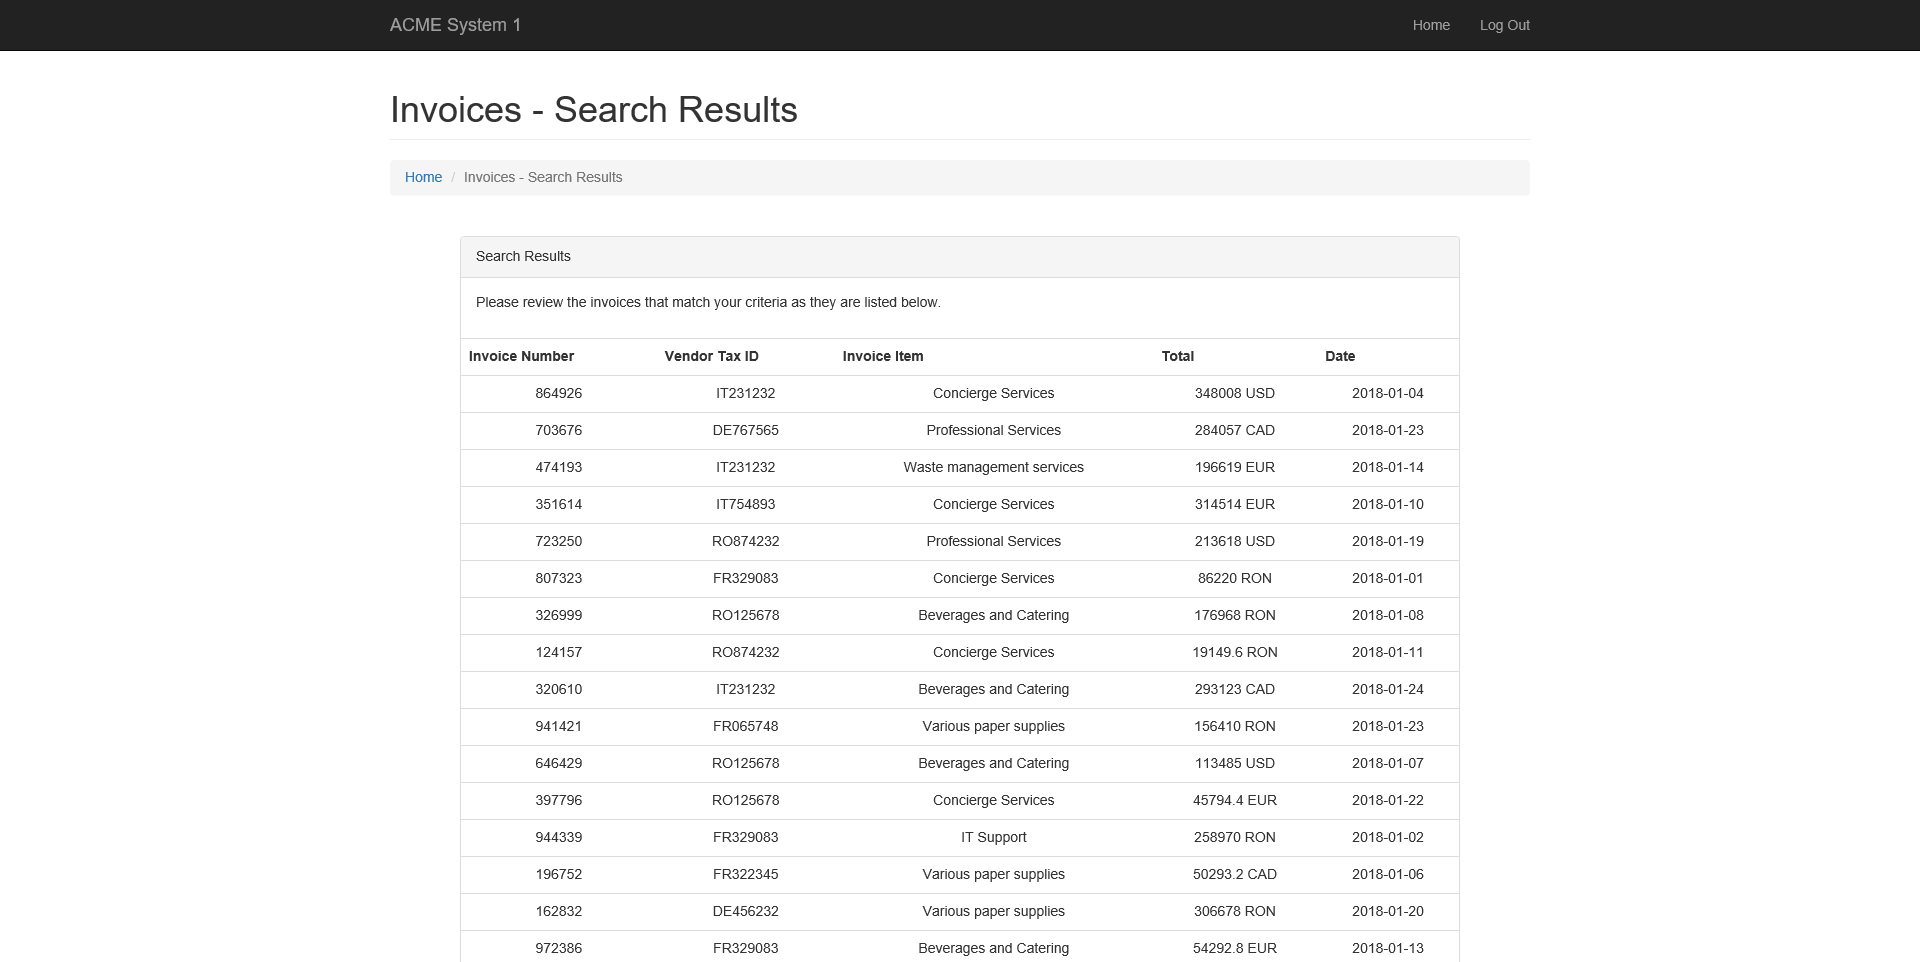 ACME System 1 Home Log Out
Invoices - Search Results
Home / Invoices - Search Results
Search Results
Please review the invoices that match your criteria as they are listed below.
Invoice Number Vendor Tax ID Invoice Item Total Date
864926 IT231232 Concierge Services 348008 USD 2018-01-04
703676 DE767565 Professional Services 284057 CAD 2018-01-23
474193 IT231232 Waste management services 196619 EUR 2018-01-14
351614 IT754893 Concierge Services 314514 EUR 2018-01-10
723250 RO874232 Professional Services 213618 USD 2018-01-19
807323 FR329083 Concierge Services 86220 RON 2018-01-01
326999 RO125678 Beverages and Catering 176968 RON 2018-01-08
124157 RO874232 Concierge Services 19149.6 RON 2018-01-11
320610 IT231232 Beverages and Catering 293123 CAD 2018-01-24
941421 FR065748 Various paper supplies 156410 RON 2018-01-23
646429 RO125678 Beverages and Catering 113485 USD 2018-01-07
397796 RO125678 Concierge Services 45794.4 EUR 2018-01-22
944339 FR329083 IT Support 258970 RON 2018-01-02
196752 FR322345 Various paper supplies 50293.2 CAD 2018-01-06
162832 DE456232 Various paper supplies 306678 RON 2018-01-20
972386 FR329083 Beverages and Catering 54292.8 EUR 2018-01-13